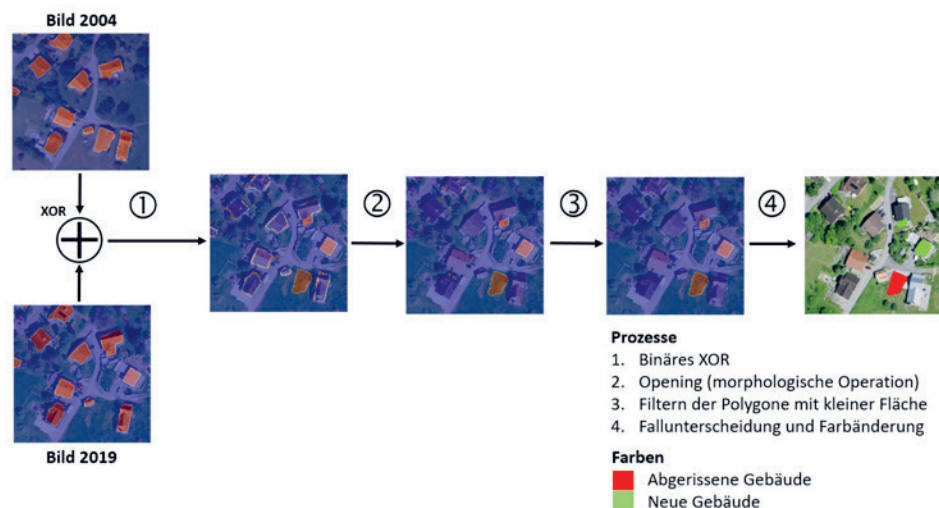 Bild 2004
XOR
①
②
③
④
Bild 2019
Prozesse
1. Binäres XOR
2. Opening (morphologische Operation)
3. Filtern der Polygone mit kleiner Fläche
4. Fallunterscheidung und Farbänderung
Farben
Abgerissene Gebäude
Neue Gebäude